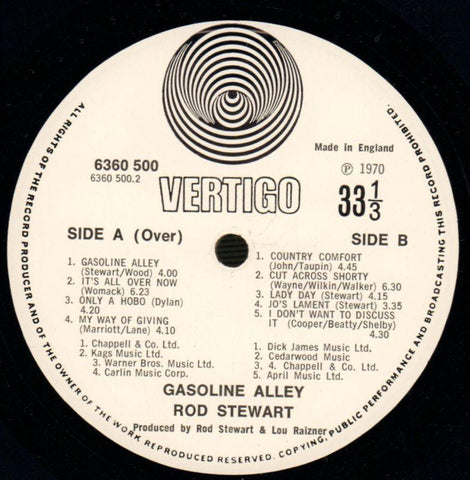 ALL RIGHTS OF THE RECORD PRODUCER AND OF THE OWNER OF THE WORK REPRODUCED RESERVED. COPYING, PUBLIC PERFORMANCE AND BROADCASTING THIS RECORD PROHIBITED.
6360 500
6360 500.2
VERTIGO
Made in England
Ⓟ 1970
33 1/3
SIDE A (Over)
1. GASOLINE ALLEY
(Stewart/Wood) 4.00
2. IT'S ALL OVER NOW
(Womack) 6.23
3. ONLY A HOBO (Dylan)
4.20
4. MY WAY OF GIVING
(Marriott/Lane) 4.10
1. Chappell & Co. Ltd.
2. Kags Music Ltd.
3. Warner Bros. Music Ltd.
4. Carlin Music Corp.
SIDE B
1. COUNTRY COMFORT
(John/Taupin) 4.45
2. CUT ACROSS SHORTY
(Wayne/Wilkin/Walker) 6.30
3. LADY DAY (Stewart) 4.15
4. JO'S LAMENT (Stewart) 3.35
5. I DON'T WANT TO DISCUSS
IT (Cooper/Beatty/Shelby)
4.30
1. Dick James Music Ltd.
2. Cedarwood Music
3. 4. Chappell & Co. Ltd.
5. April Music Ltd.
GASOLINE ALLEY
ROD STEWART
Produced by Rod Stewart & Lou Raizner